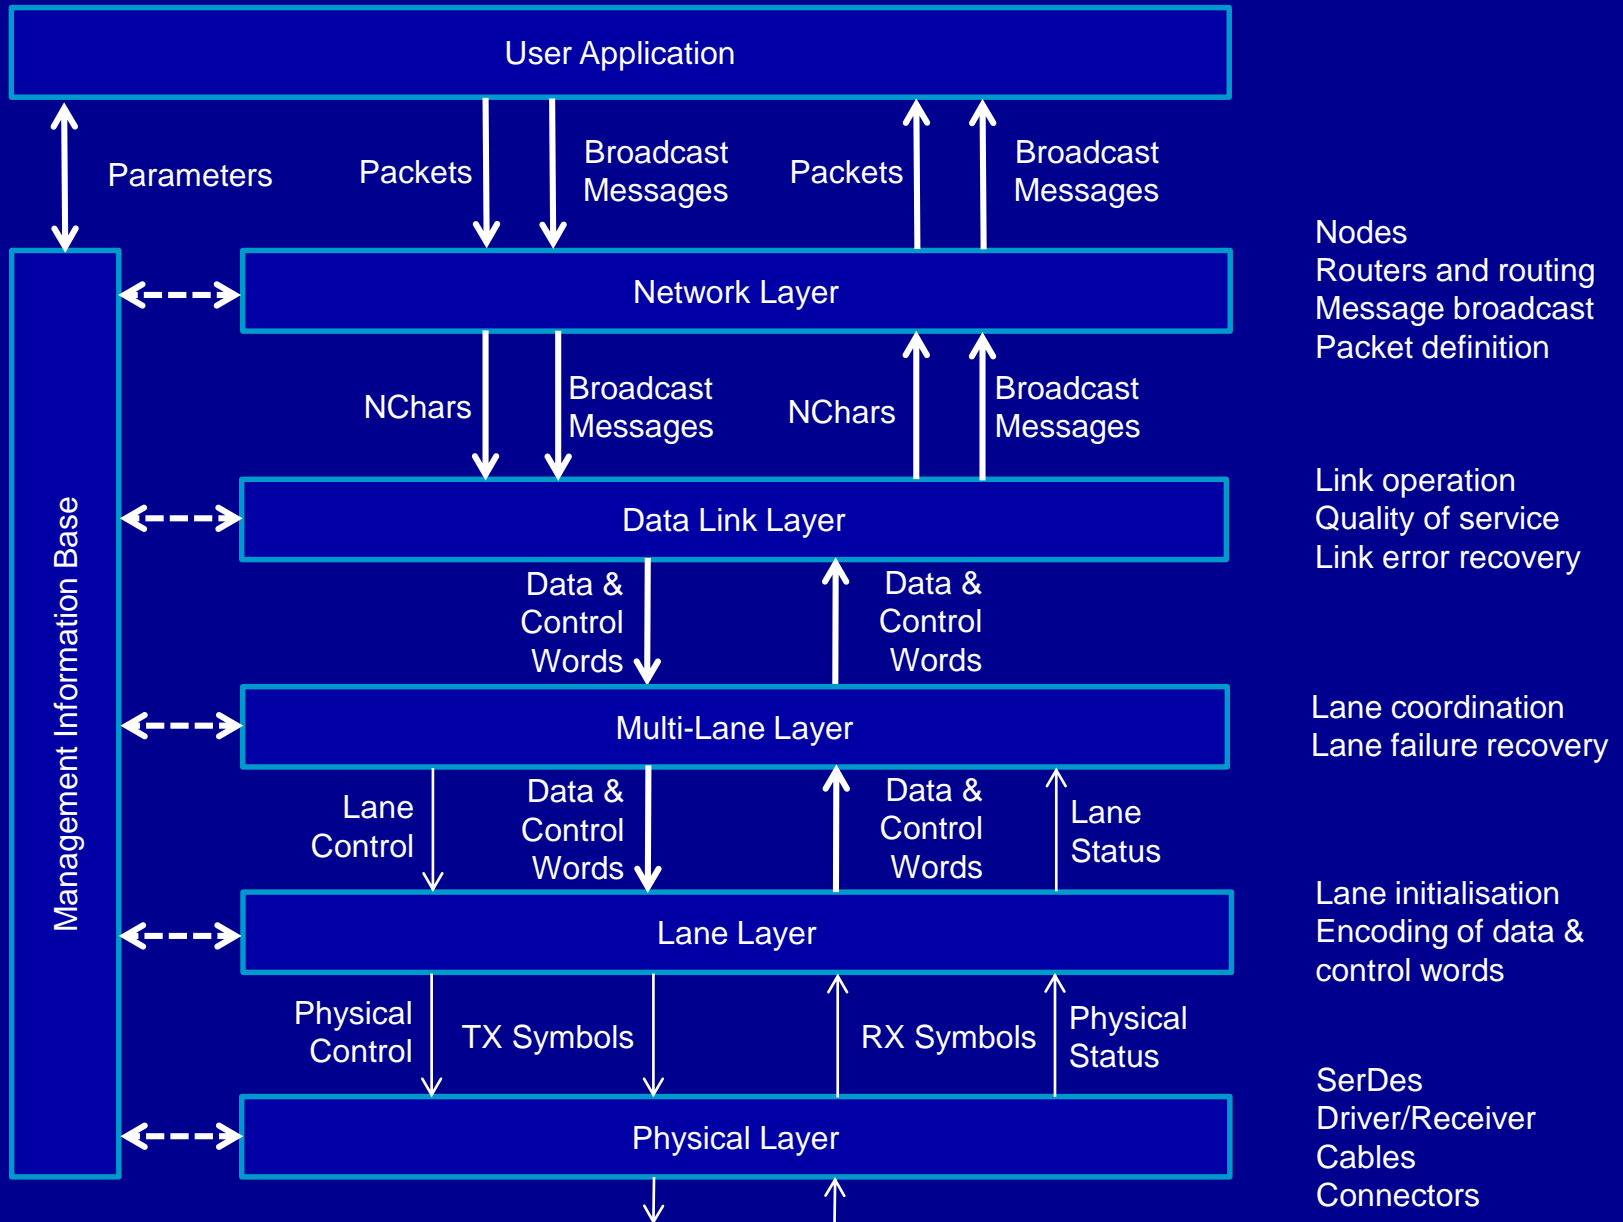 User Application
Parameters
Packets
Broadcast
Messages
Packets
Broadcast
Messages
Network Layer
Nodes
Routers and routing
Message broadcast
Packet definition
NChars
Broadcast
Messages
NChars
Broadcast
Messages
Management Information Base
Data Link Layer
Link operation
Quality of service
Link error recovery
Data &
Control
Words
Data &
Control
Words
Multi-Lane Layer
Lane coordination
Lane failure recovery
Lane
Control
Data &
Control
Words
Data &
Control
Words
Lane
Status
Lane Layer
Lane initialisation
Encoding of data &
control words
Physical
Control
TX Symbols
RX Symbols
Physical
Status
Physical Layer
SerDes
Driver/Receiver
Cables
Connectors